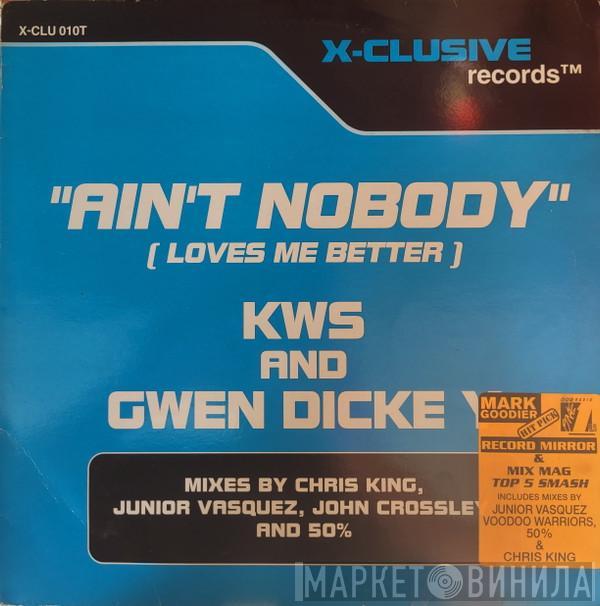 X-CLU 010T
X-CLUSIVE
records™
"AIN'T NOBODY"
( LOVES ME BETTER )
KWS
AND
GWEN DICKE Y
MIXES BY CHRIS KING,
JUNIOR VASQUEZ, JOHN CROSSLEY
AND 50%
MARK
GOODIER
HIT PICK
RECORD MIRROR
&
MIX MAG
TOP 5 SMASH
INCLUDES MIXES BY
JUNIOR VASQUEZ
VOODOO WARRIORS,
50%
&
CHRIS KING
МАРКЕТ ВИНИЛА